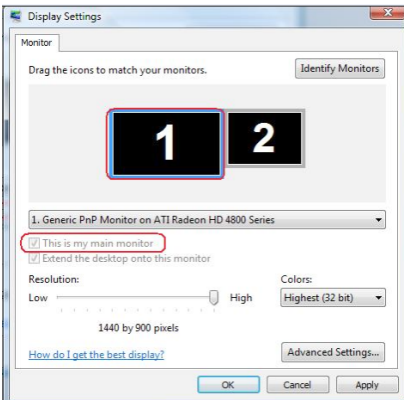 Display Settings
Monitor
Drag the icons to match your monitors.
Identify Monitors
1
2
1. Generic PnP Monitor on ATI Radeon HD 4800 Series
This is my main monitor
Extend the desktop onto this monitor
Resolution:
Colors:
Low
High
Highest (32 bit)
1440 by 900 pixels
How do I get the best display?
Advanced Settings...
OK
Cancel
Apply